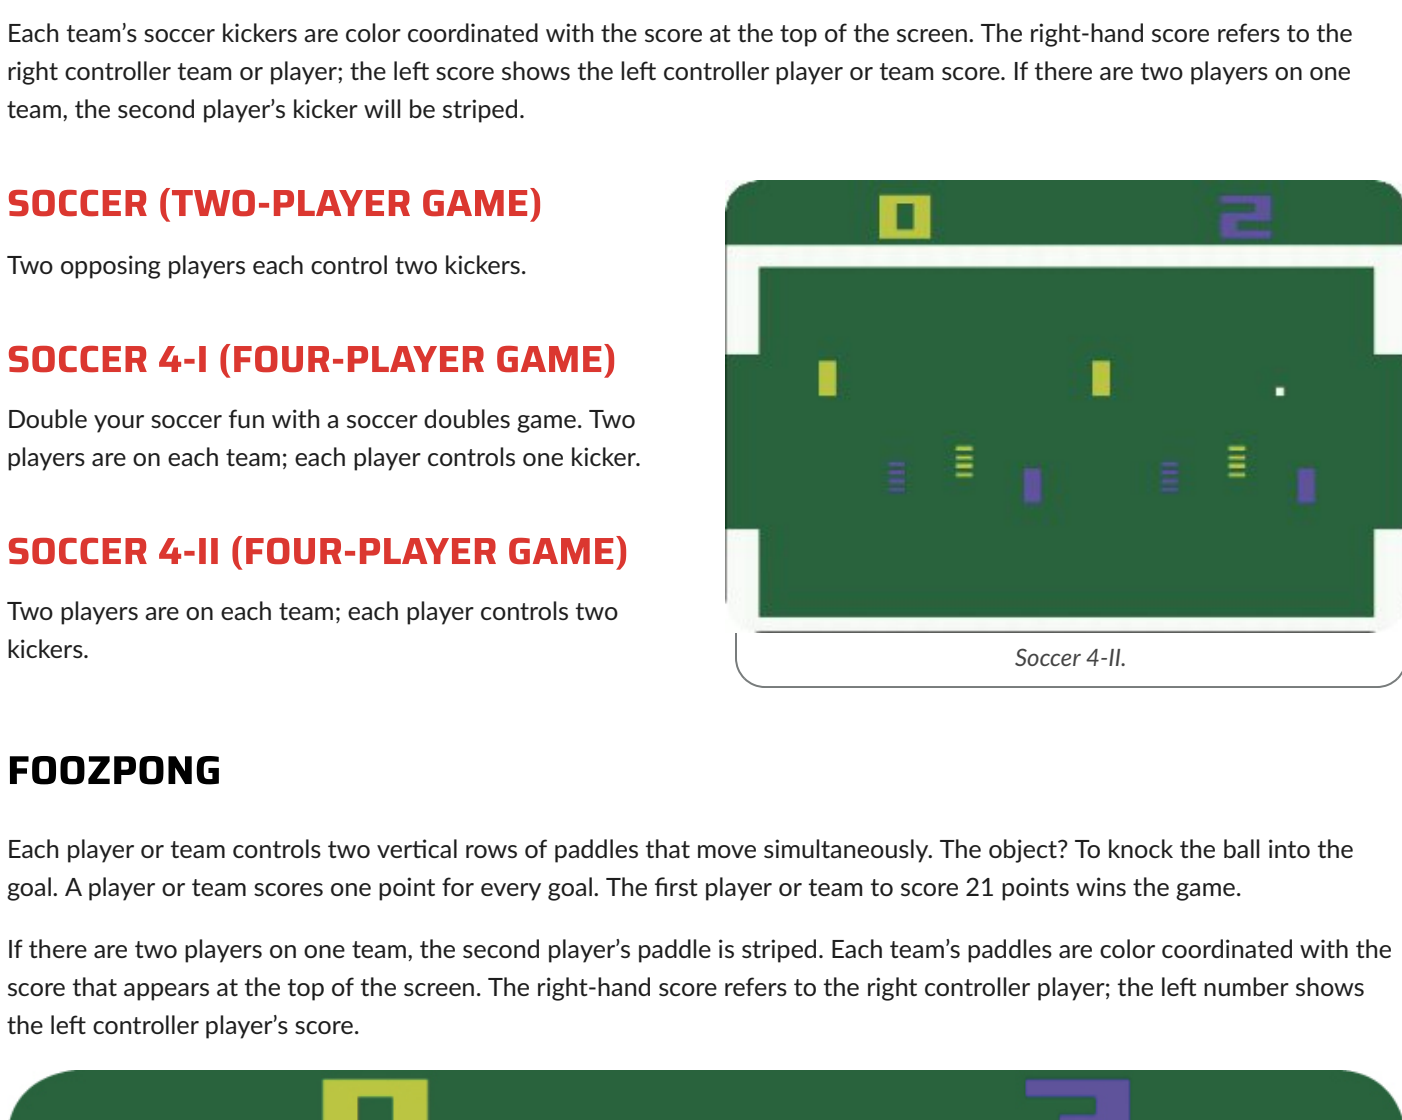 Each team’s soccer kickers are color coordinated with the score at the top of the screen. The right-hand score refers to the
right controller team or player; the left score shows the left controller player or team score. If there are two players on one
team, the second player’s kicker will be striped.
SOCCER (TWO-PLAYER GAME)
Two opposing players each control two kickers.
SOCCER 4-I (FOUR-PLAYER GAME)
Double your soccer fun with a soccer doubles game. Two
players are on each team; each player controls one kicker.
SOCCER 4-II (FOUR-PLAYER GAME)
Two players are on each team; each player controls two
kickers.
0 2
Soccer 4-II.
FOOZPONG
Each player or team controls two vertical rows of paddles that move simultaneously. The object? To knock the ball into the
goal. A player or team scores one point for every goal. The first player or team to score 21 points wins the game.
If there are two players on one team, the second player’s paddle is striped. Each team’s paddles are color coordinated with the
score that appears at the top of the screen. The right-hand score refers to the right controller player; the left number shows
the left controller player’s score.